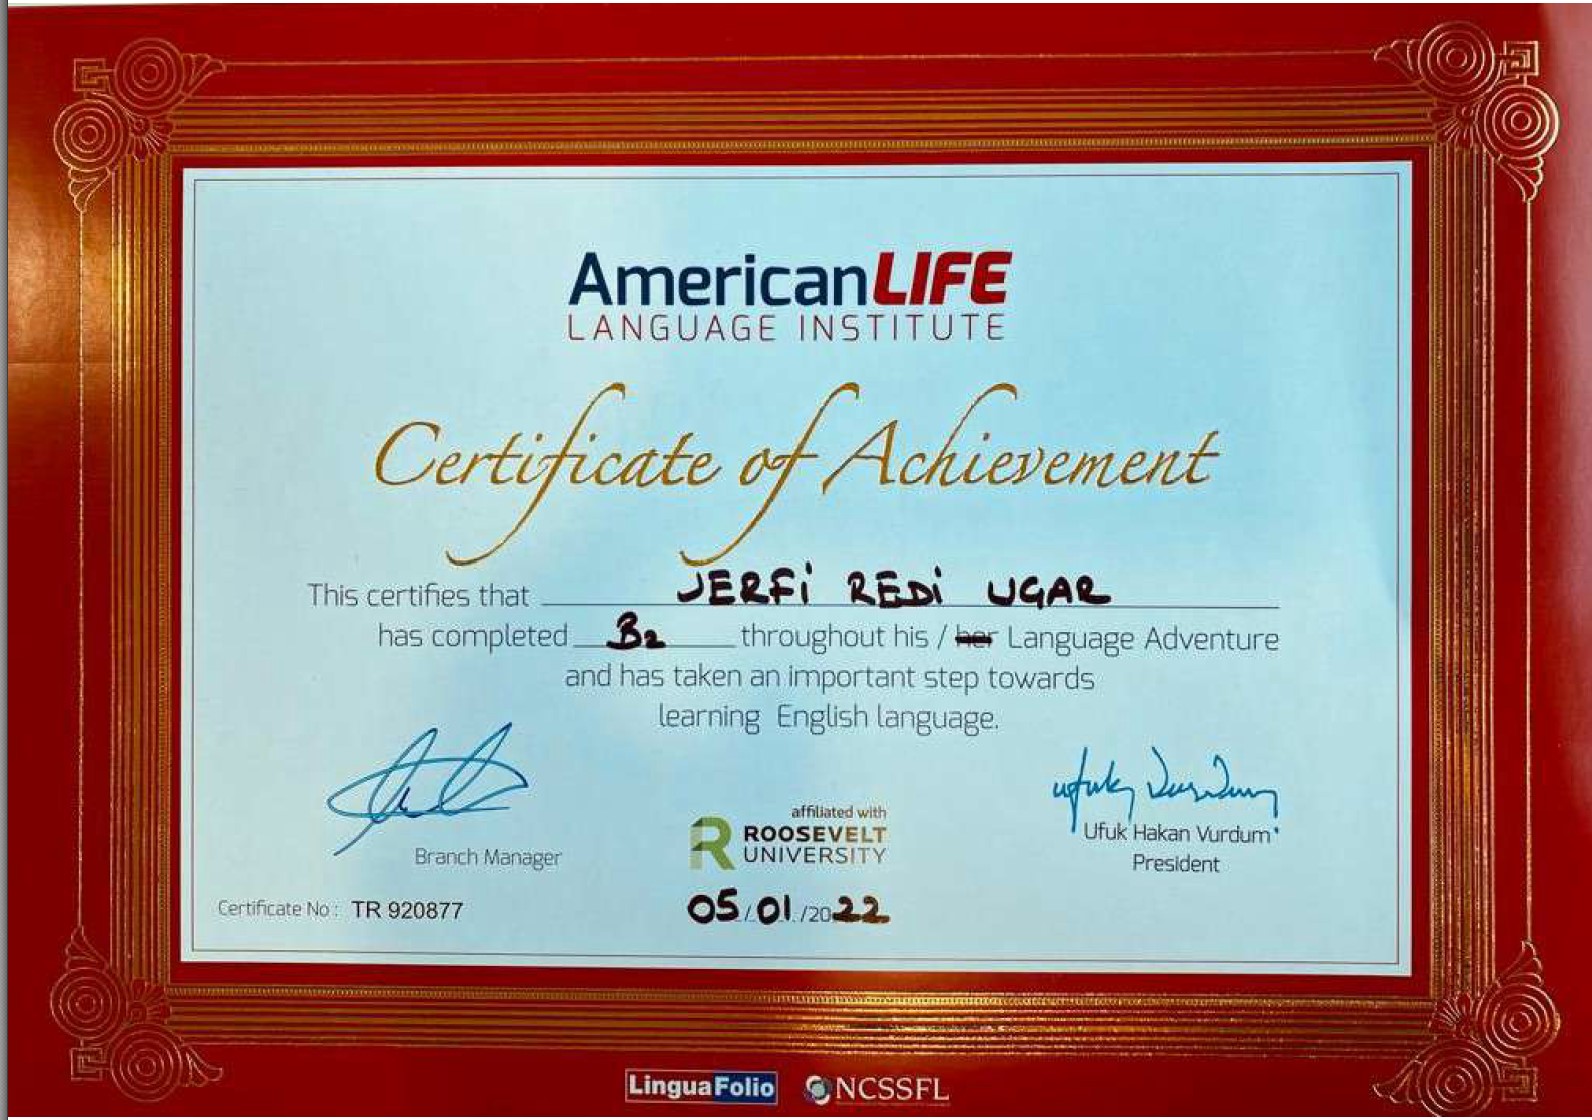 AmericanLIFE
LANGUAGE INSTITUTE
Certificate of Achievement
This certifies that JERFi REDi UGAR
has completed B2 throughout his / her Language Adventure
and has taken an important step towards
learning English language.
Branch Manager
affiliated with
ROOSEVELT
UNIVERSITY
ufuk Vurdum
Ufuk Hakan Vurdum
President
Certificate No : TR 920877
05/01/2022
LinguaFolio NCSSFL